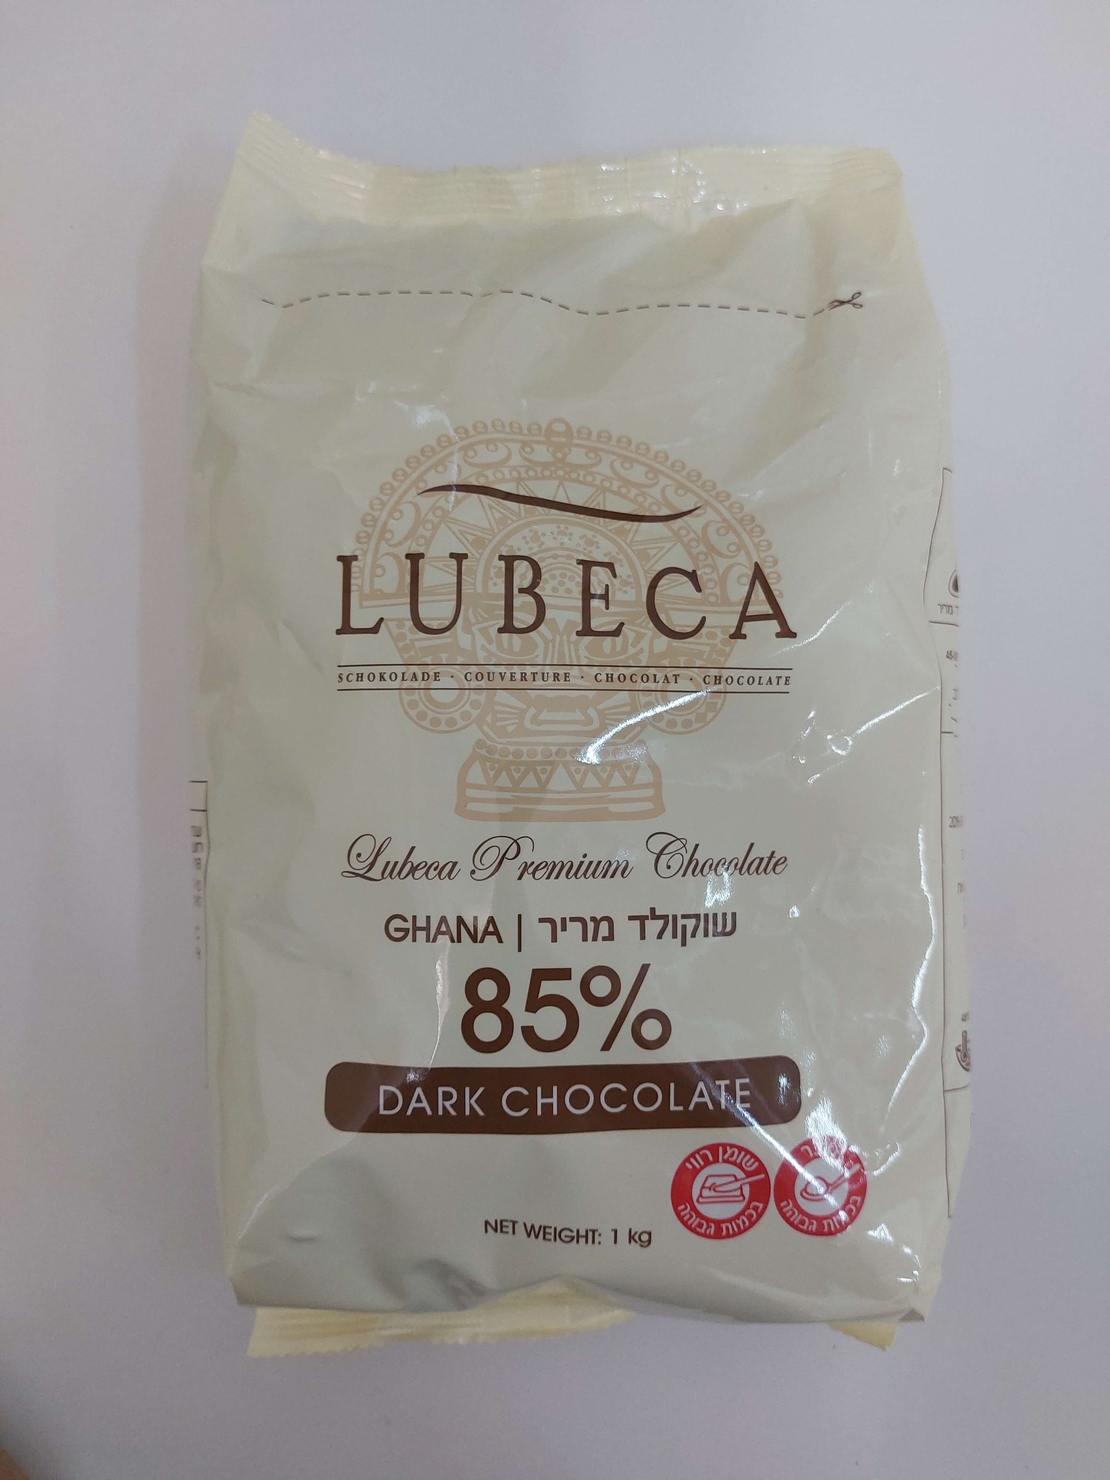 LUBECA
SCHOKOLADE · COUVERTURE · CHOCOLAT · CHOCOLATE
Lubeca Premium Chocolate
GHANA | שוקולד מריר
85%
DARK CHOCOLATE
שומן רווי
בכמות גבוהה
בכמות גבוהה
NET WEIGHT: 1 kg